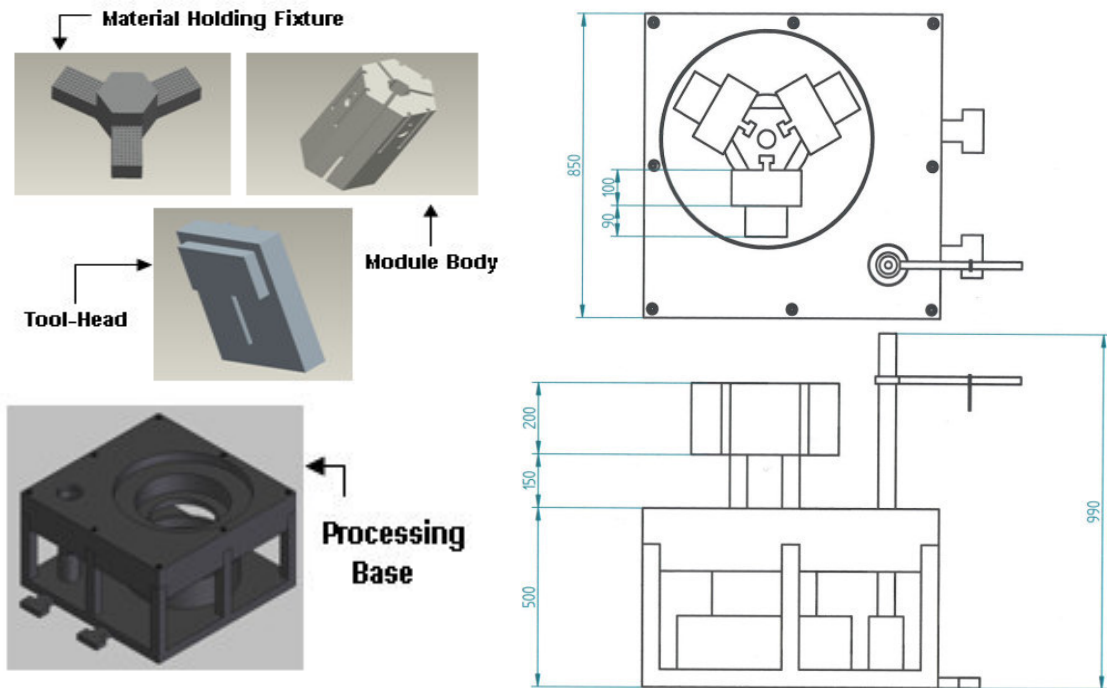 Material Holding Fixture
Module Body
Tool-Head
Processing
Base
850
100
90
200
150
500
990